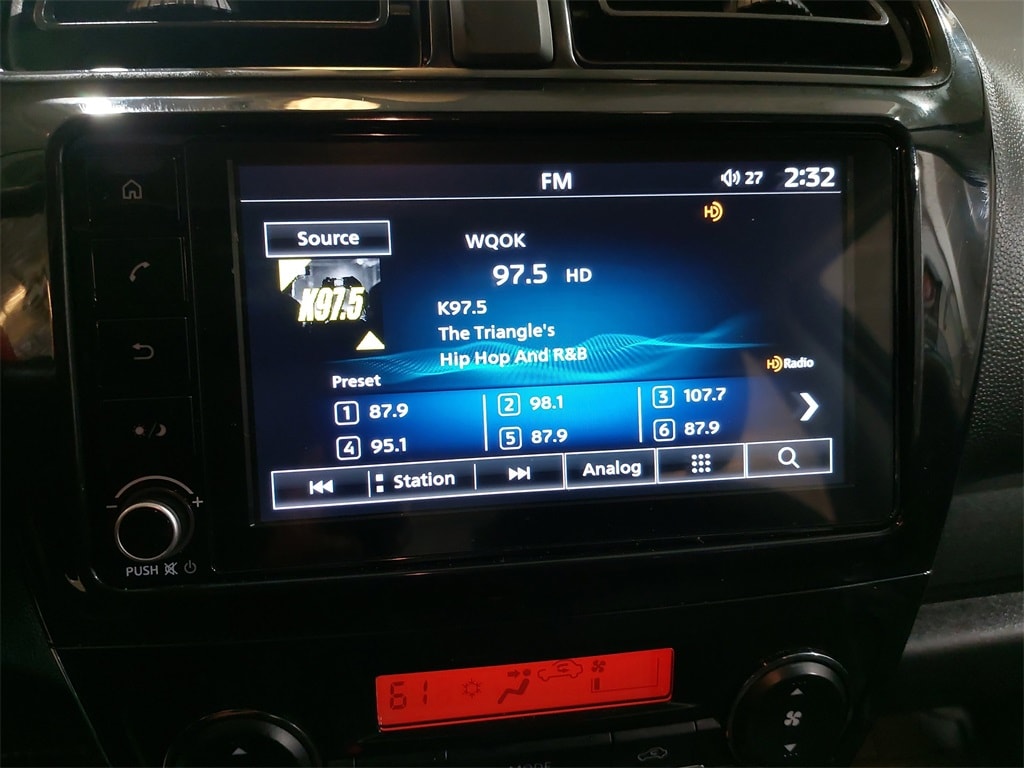 FM
27
2:32
HD
Source
WQOK
97.5 HD
K97.5
K97.5
The Triangle's
Hip Hop And R&B
HD Radio
Preset
1 87.9
2 98.1
3 107.7
4 95.1
5 87.9
6 87.9
Station
Analog
- +
PUSH
61
MODE